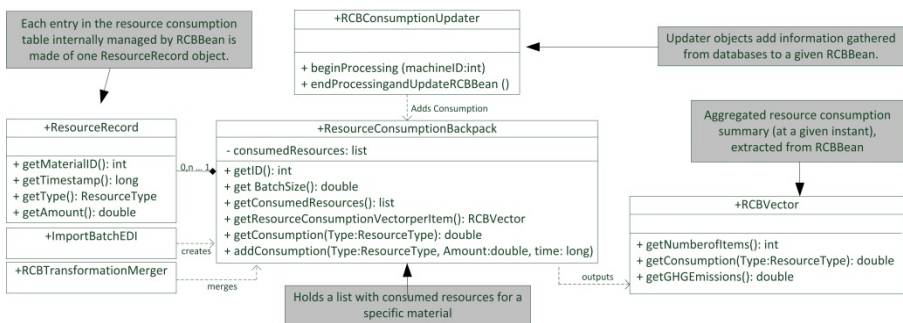 Each entry in the resource consumption
table internally managed by RCBBean is
made of one ResourceRecord object.
+RCBConsumptionUpdater
+ beginProcessing (machineID:int)
+ endProcessingandUpdateRCBBean ()
Updater objects add information gathered
from databases to a given RCBBean.
Adds Consumption
+ResourceRecord
+ getMaterialID(): int
+ getTimestamp(): long
+ getType(): ResourceType
+ getAmount(): double
0,n ... 1
+ResourceConsumptionBackpack
- consumedResources: list
+ getID(): int
+ get BatchSize(): double
+ getConsumedResources(): list
+ getResourceConsumptionVectorperItem(): RCBVector
+ getConsumption(Type:ResourceType): double
+ addConsumption(Type:ResourceType, Amount:double, time: long)
Aggregated resource consumption
summary (at a given instant),
extracted from RCBBean
+RCBVector
+ getNumberofItems(): int
+ getConsumption(Type:ResourceType): double
+ getGHGEmissions(): double
+ImportBatchEDI
creates
+RCBTransformationMerger
merges
outputs
Holds a list with consumed resources for a
specific material